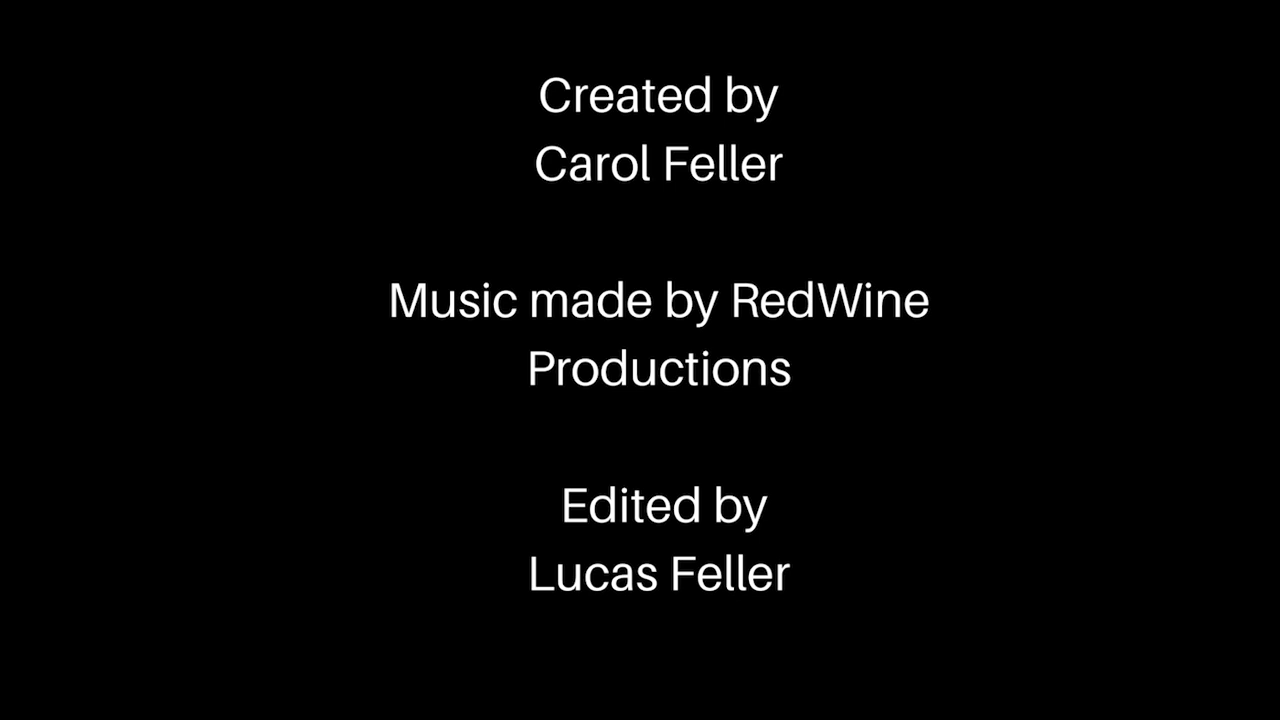 Created by
Carol Feller
Music made by RedWine
Productions
Edited by
Lucas Feller